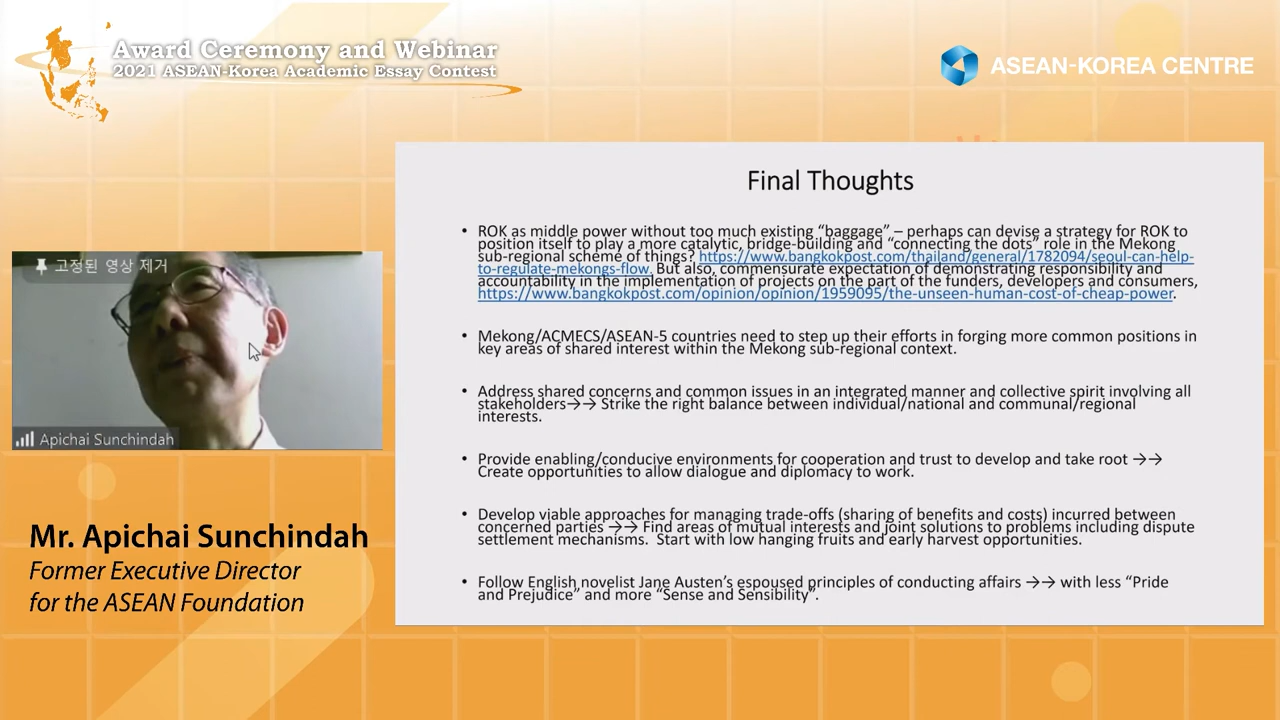 Award Ceremony and Webinar
2021 ASEAN-Korea Academic Essay Contest
ASEAN-KOREA CENTRE
Final Thoughts
• ROK as middle power without too much existing “baggage” – perhaps can devise a strategy for ROK to
position itself to play a more catalytic, bridge-building and “connecting the dots” role in the Mekong
sub-regional scheme of things? https://www.bangkokpost.com/thailand/general/1782094/seoul-can-help-
to-regulate-mekongs-flow. But also, commensurate expectation of demonstrating responsibility and
accountability in the implementation of projects on the part of the funders, developers and consumers,
https://www.bangkokpost.com/opinion/opinion/1959095/the-unseen-human-cost-of-cheap-power.
• Mekong/ACMECS/ASEAN-5 countries need to step up their efforts in forging more common positions in
key areas of shared interest within the Mekong sub-regional context.
• Address shared concerns and common issues in an integrated manner and collective spirit involving all
stakeholders→→ Strike the right balance between individual/national and communal/regional
interests.
• Provide enabling/conducive environments for cooperation and trust to develop and take root →→
Create opportunities to allow dialogue and diplomacy to work.
• Develop viable approaches for managing trade-offs (sharing of benefits and costs) incurred between
concerned parties →→ Find areas of mutual interests and joint solutions to problems including dispute
settlement mechanisms. Start with low hanging fruits and early harvest opportunities.
• Follow English novelist Jane Austen’s espoused principles of conducting affairs →→ with less “Pride
and Prejudice” and more “Sense and Sensibility”.
고정된 영상 제거
Apichai Sunchindah
Mr. Apichai Sunchindah
Former Executive Director
for the ASEAN Foundation